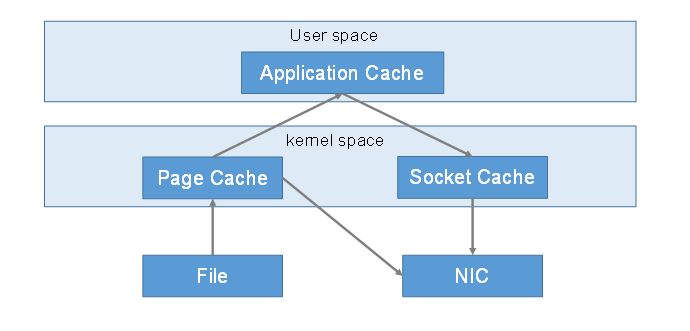 User space
Application Cache
kernel space
Page Cache
Socket Cache
File
NIC